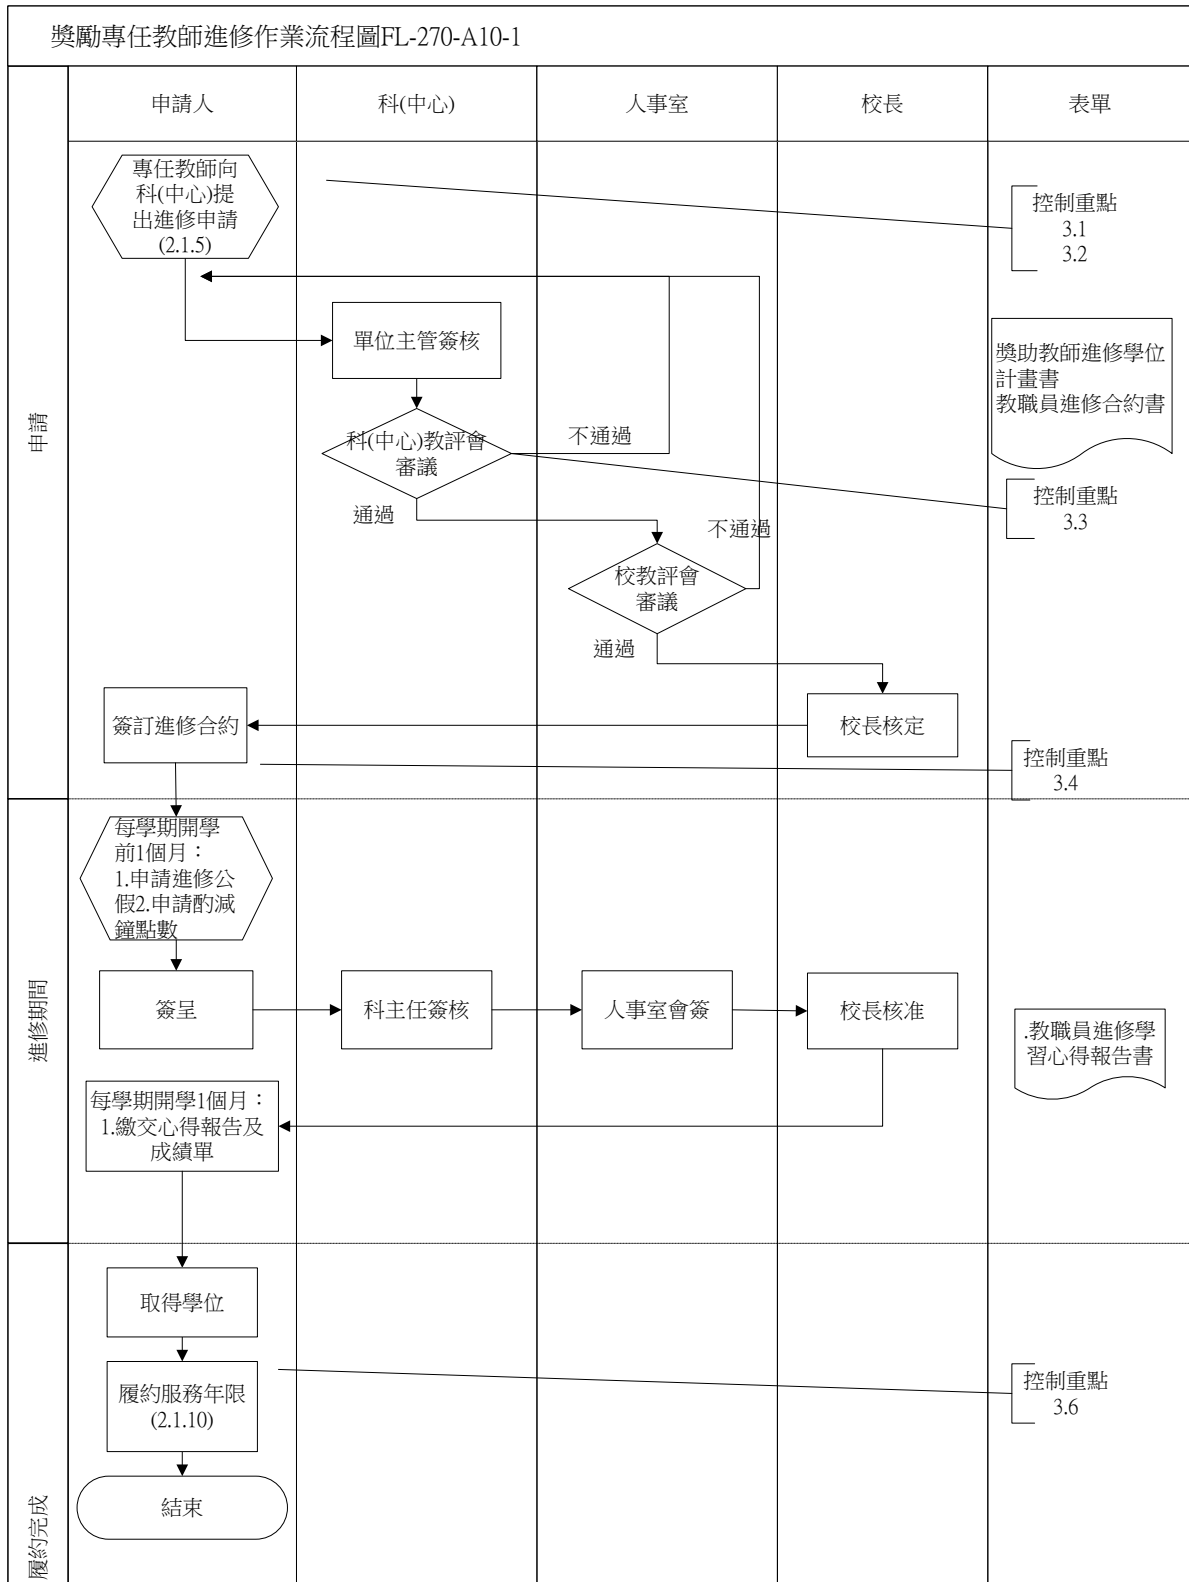 獎勵專任教師進修作業流程圖FL-270-A10-1
申請人
科(中心)
人事室
校長
表單
申請
專任教師向
科(中心)提
出進修申請
(2.1.5)
控制重點
3.1
3.2
單位主管簽核
獎助教師進修學位
計畫書
教職員進修合約書
科(中心)教評會
審議
不通過
通過
控制重點
3.3
不通過
校教評會
審議
通過
簽訂進修合約
校長核定
控制重點
3.4
進修期間
每學期開學
前1個月：
1.申請進修公
假2.申請酌減
鐘點數
簽呈
科主任簽核
人事室會簽
校長核准
.教職員進修學
習心得報告書
每學期開學1個月：
1.繳交心得報告及
成績單
履約完成
取得學位
履約服務年限
(2.1.10)
控制重點
3.6
結束